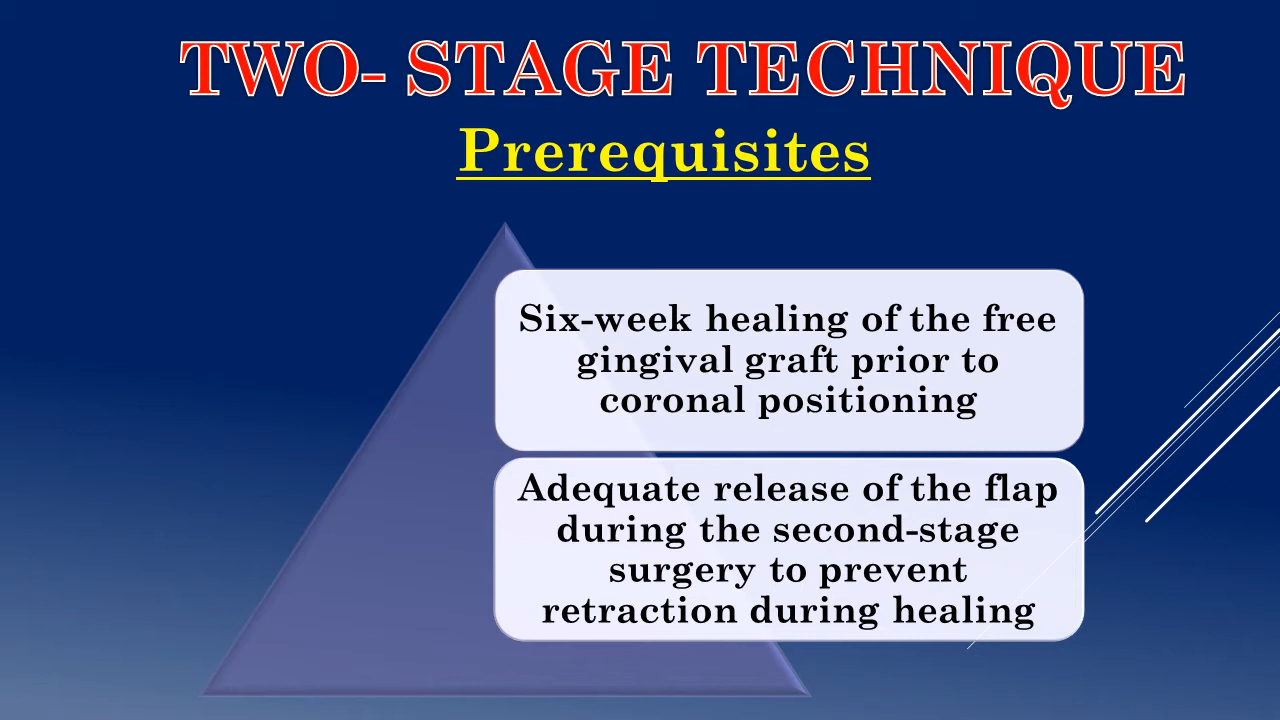 TWO- STAGE TECHNIQUE
Prerequisites
Six-week healing of the free
gingival graft prior to
coronal positioning
Adequate release of the flap
during the second-stage
surgery to prevent
retraction during healing